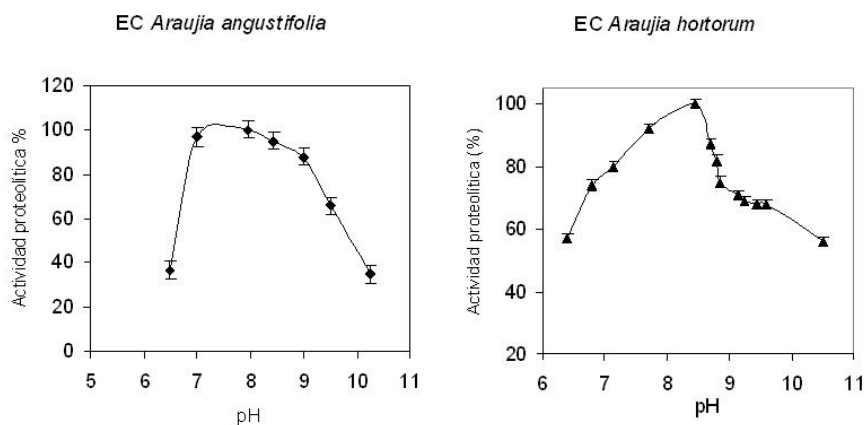 EC Araujia angustifolia
Actividad proteolítica %
120
100
80
60
40
20
0
5 6 7 8 9 10 11
pH
EC Araujia hortorum
Actividad proteolítica (%)
100
80
60
40
20
6 7 8 9 10 11
pH